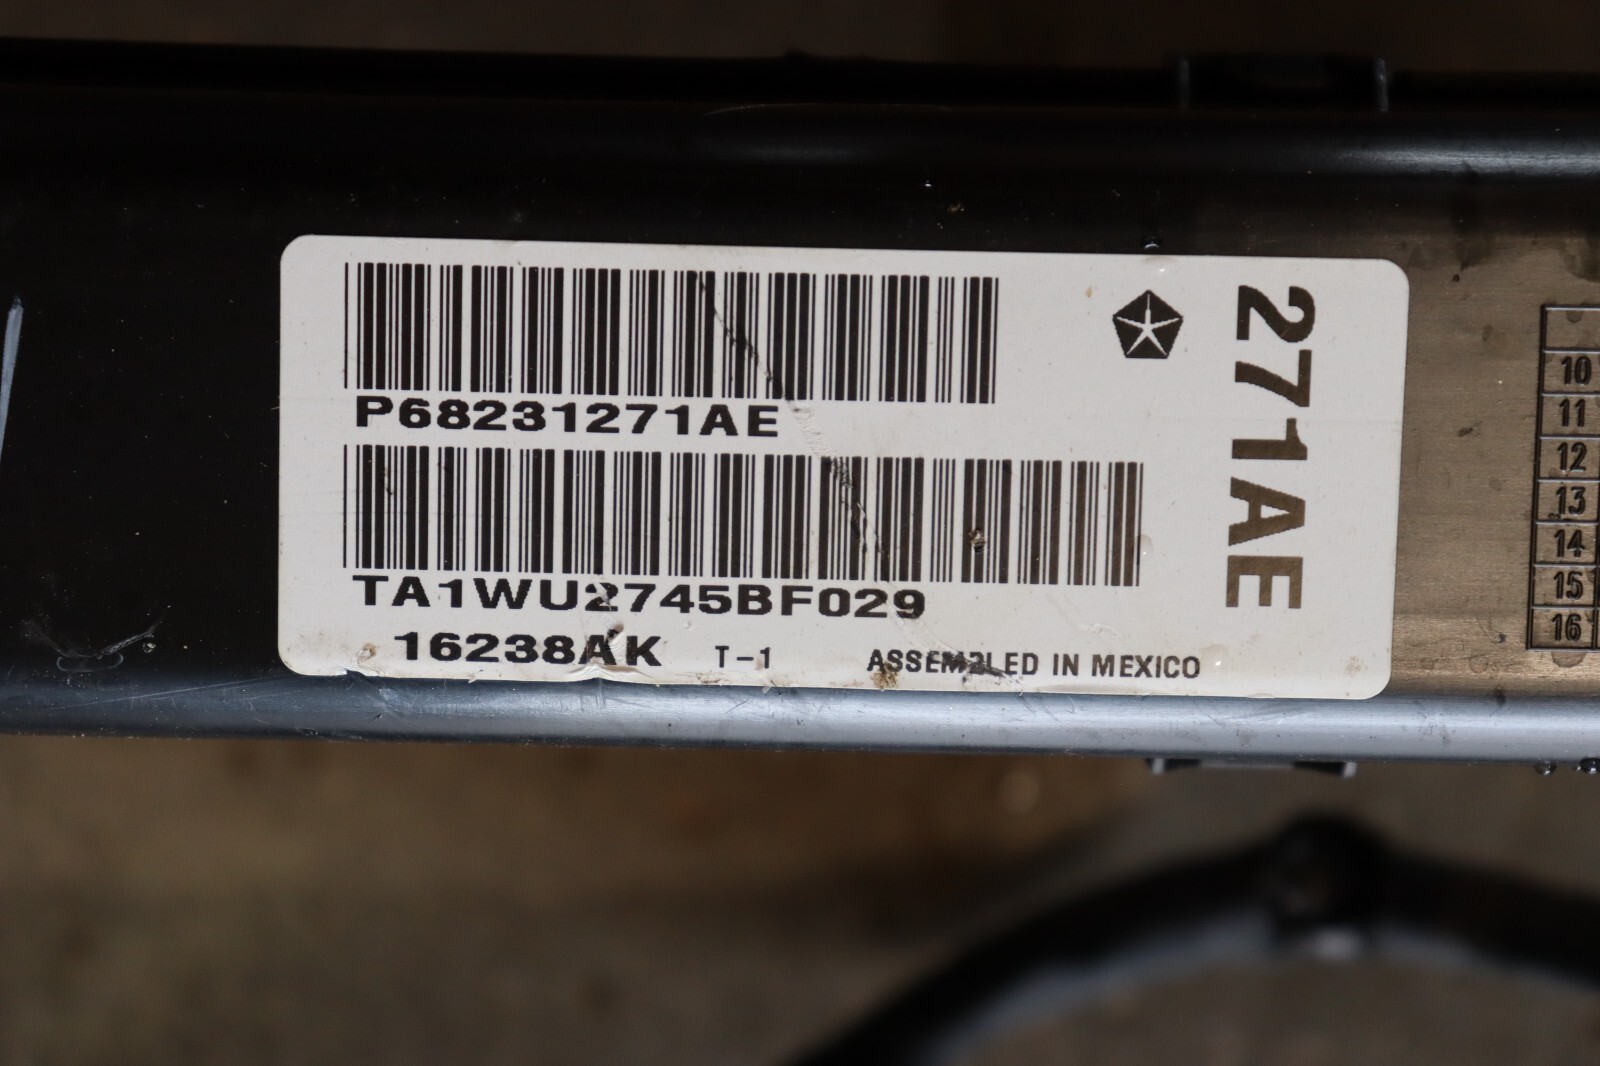 P68231271AE
TA1WU2745BF029
16238AK T-1 ASSEMBLED IN MEXICO
271AE
10
11
12
13
14
15
16